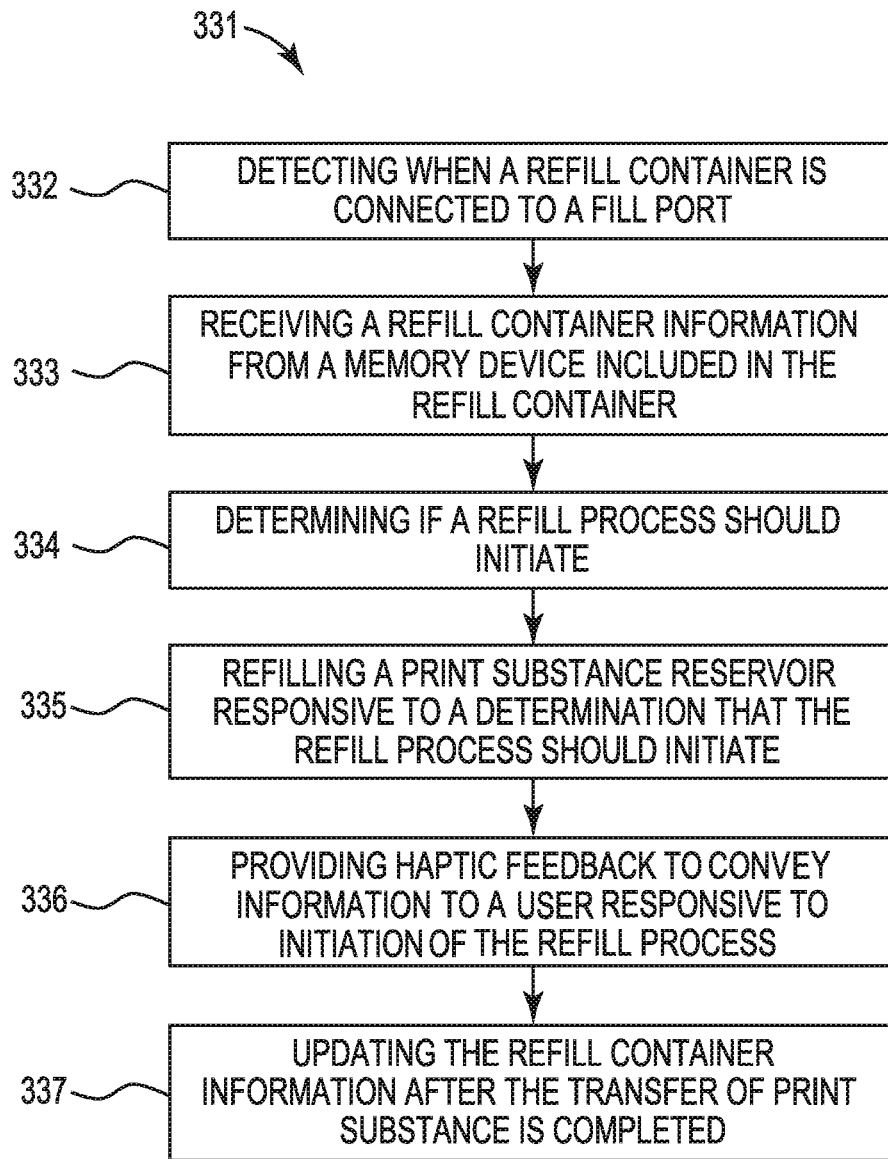 331
332
DETECTING WHEN A REFILL CONTAINER IS
CONNECTED TO A FILL PORT
333
RECEIVING A REFILL CONTAINER INFORMATION
FROM A MEMORY DEVICE INCLUDED IN THE
REFILL CONTAINER
334
DETERMINING IF A REFILL PROCESS SHOULD
INITIATE
335
REFILLING A PRINT SUBSTANCE RESERVOIR
RESPONSIVE TO A DETERMINATION THAT THE
REFILL PROCESS SHOULD INITIATE
336
PROVIDING HAPTIC FEEDBACK TO CONVEY
INFORMATION TO A USER RESPONSIVE TO
INITIATION OF THE REFILL PROCESS
337
UPDATING THE REFILL CONTAINER
INFORMATION AFTER THE TRANSFER OF PRINT
SUBSTANCE IS COMPLETED